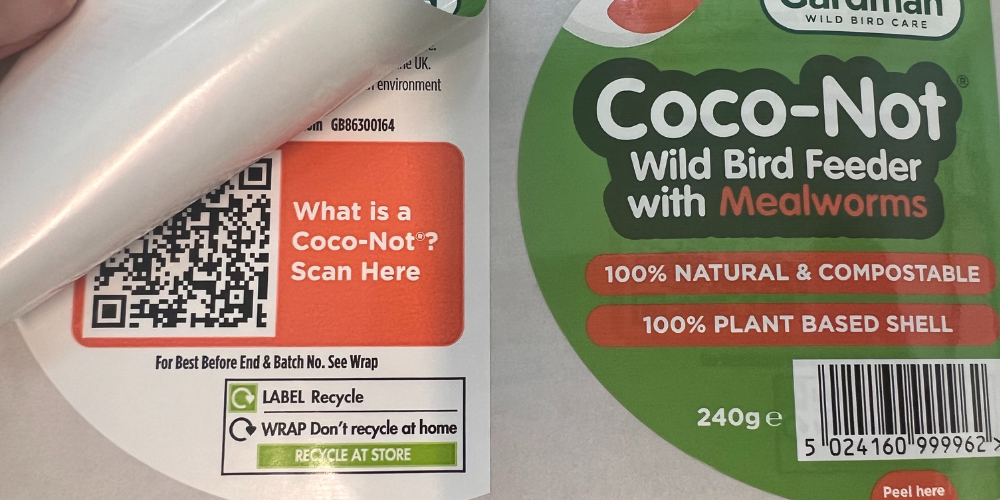 UK.
environment
GB86300164
What is a
Coco-Not®?
Scan Here
For Best Before End & Batch No. See Wrap
LABEL Recycle
WRAP Don't recycle at home
RECYCLE AT STORE
WILD BIRD CARE
Coco-Not®
Wild Bird Feeder
with Mealworms
100% NATURAL & COMPOSTABLE
100% PLANT BASED SHELL
240g e
5 024160 999962 >
Peel here